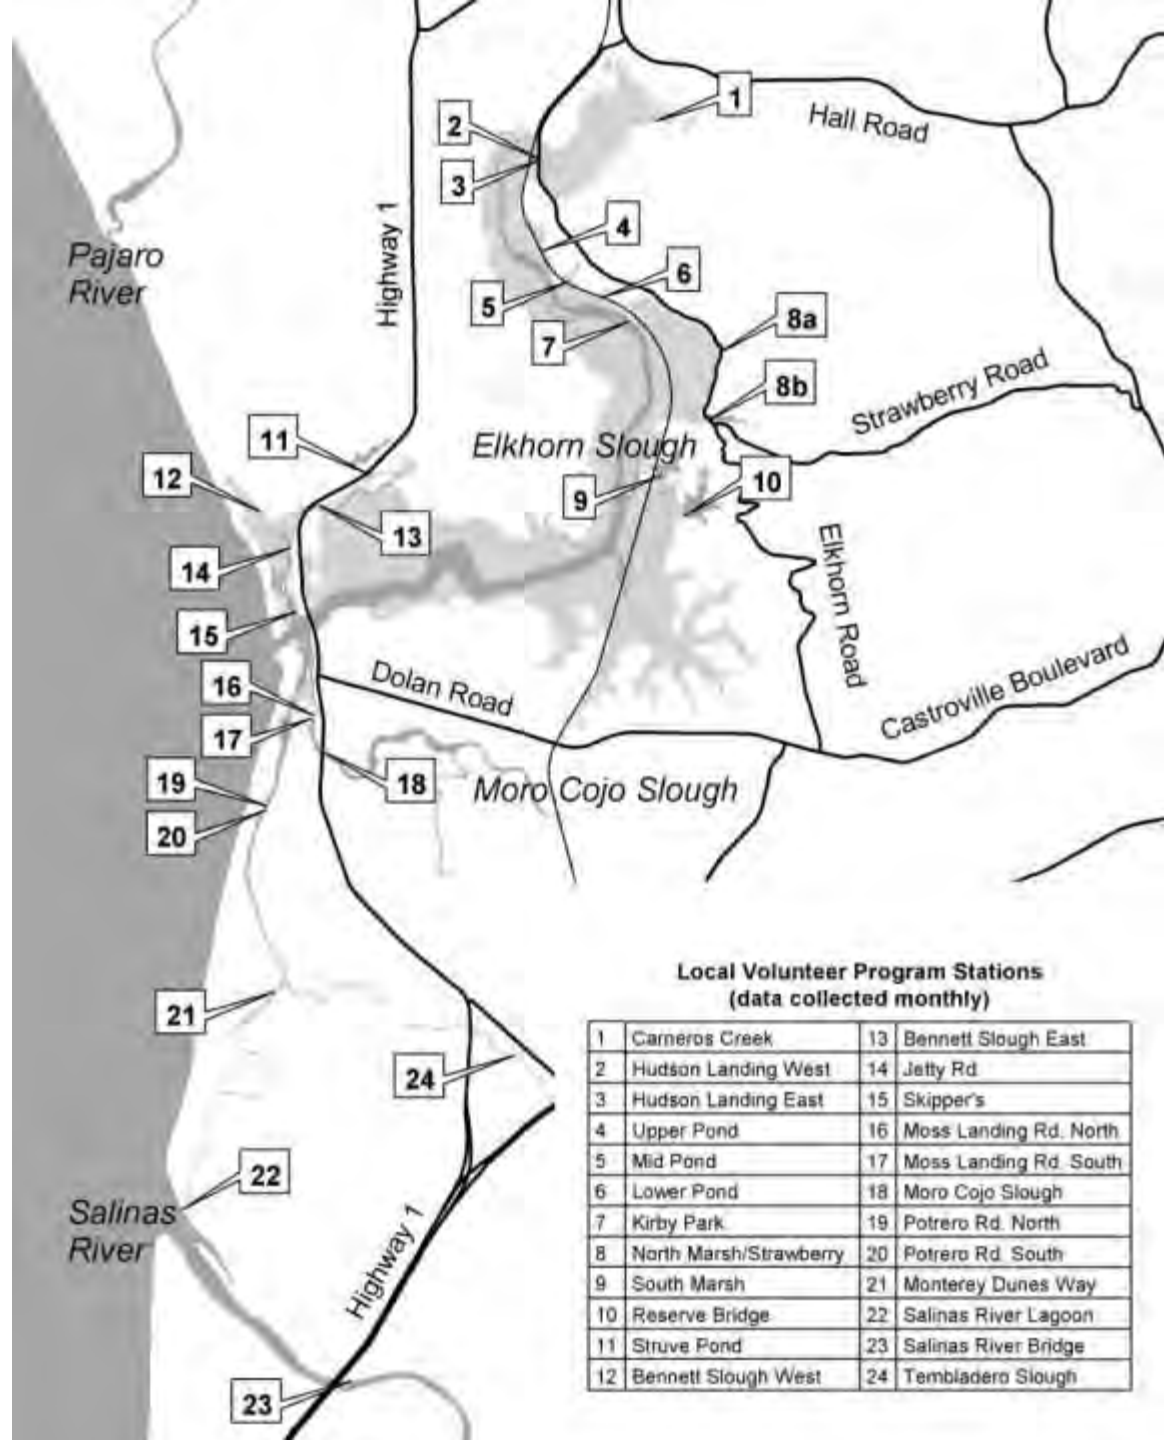 1
Hall Road
2
3
Highway 1
4
Pajaro
River
6
5
8a
7
8b
Strawberry Road
11
Elkhorn Slough
12
10
9
13
14
Elkhorn Road
15
Castroville Boulevard
16
Dolan Road
17
18
19
Moro Cojo Slough
20
21
24
22
Salinas
River
Highway 1
23
Local Volunteer Program Stations
(data collected monthly)
1 Carneros Creek 13 Bennett Slough East
2 Hudson Landing West 14 Jetty Rd
3 Hudson Landing East 15 Skipper's
4 Upper Pond 16 Moss Landing Rd. North
5 Mid Pond 17 Moss Landing Rd. South
6 Lower Pond 18 Moro Cojo Slough
7 Kirby Park 19 Potrero Rd. North
8 North Marsh/Strawberry 20 Potrero Rd. South
9 South Marsh 21 Monterey Dunes Way
10 Reserve Bridge 22 Salinas River Lagoon
11 Struve Pond 23 Salinas River Bridge
12 Bennett Slough West 24 Tembladero Slough